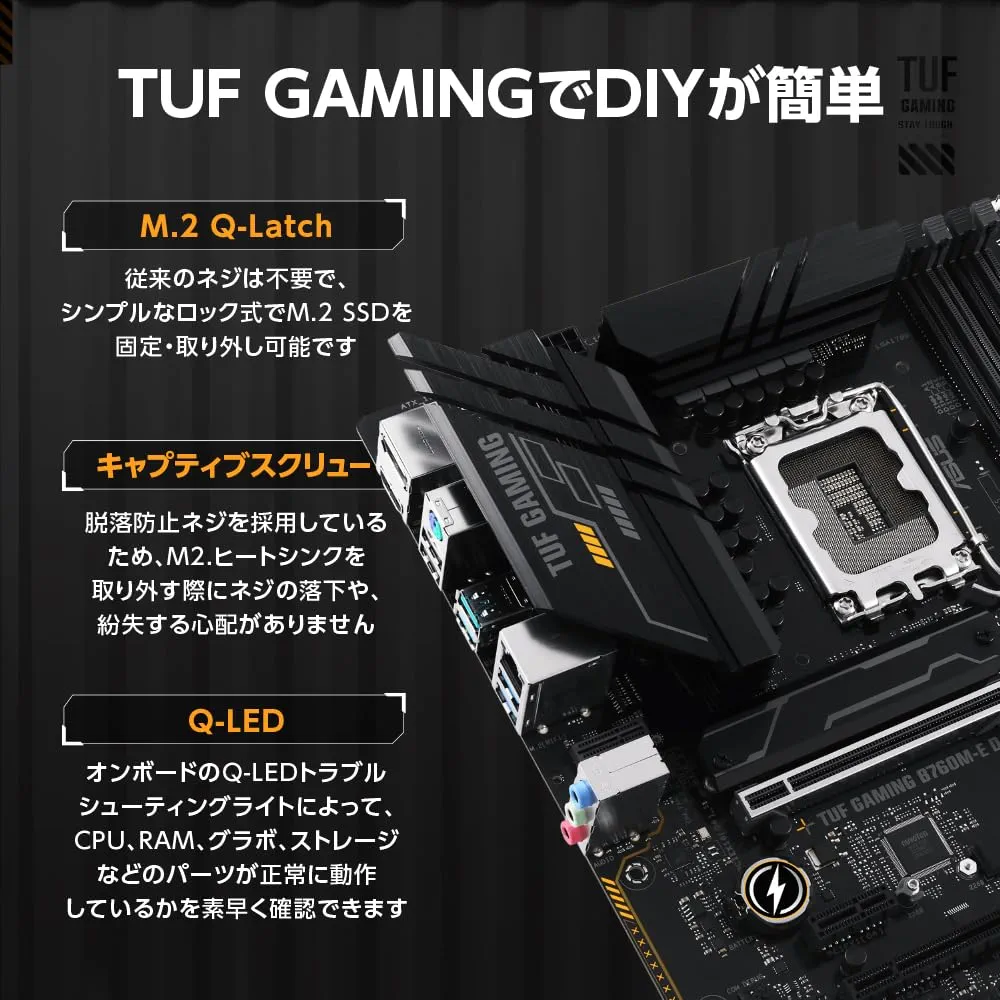 TUF GAMINGでDIYが簡単
TUF
GAMING
STAY TOUGH
M.2 Q-Latch
従来のネジは不要で、
シンプルなロック式でM.2 SSDを
固定・取り外し可能です
キャプティブスクリュー
脱落防止ネジを採用している
ため、M2.ヒートシンクを
取り外す際にネジの落下や、
紛失する心配がありません
Q-LED
オンボードのQ-LEDトラブル
シューティングライトによって、
CPU、RAM、グラボ、ストレージ
などのパーツが正常に動作
しているかを素早く確認できます
TUF GAMING
ASUS
TUF GAMING B760M-E D
AUDIO
BATTERY